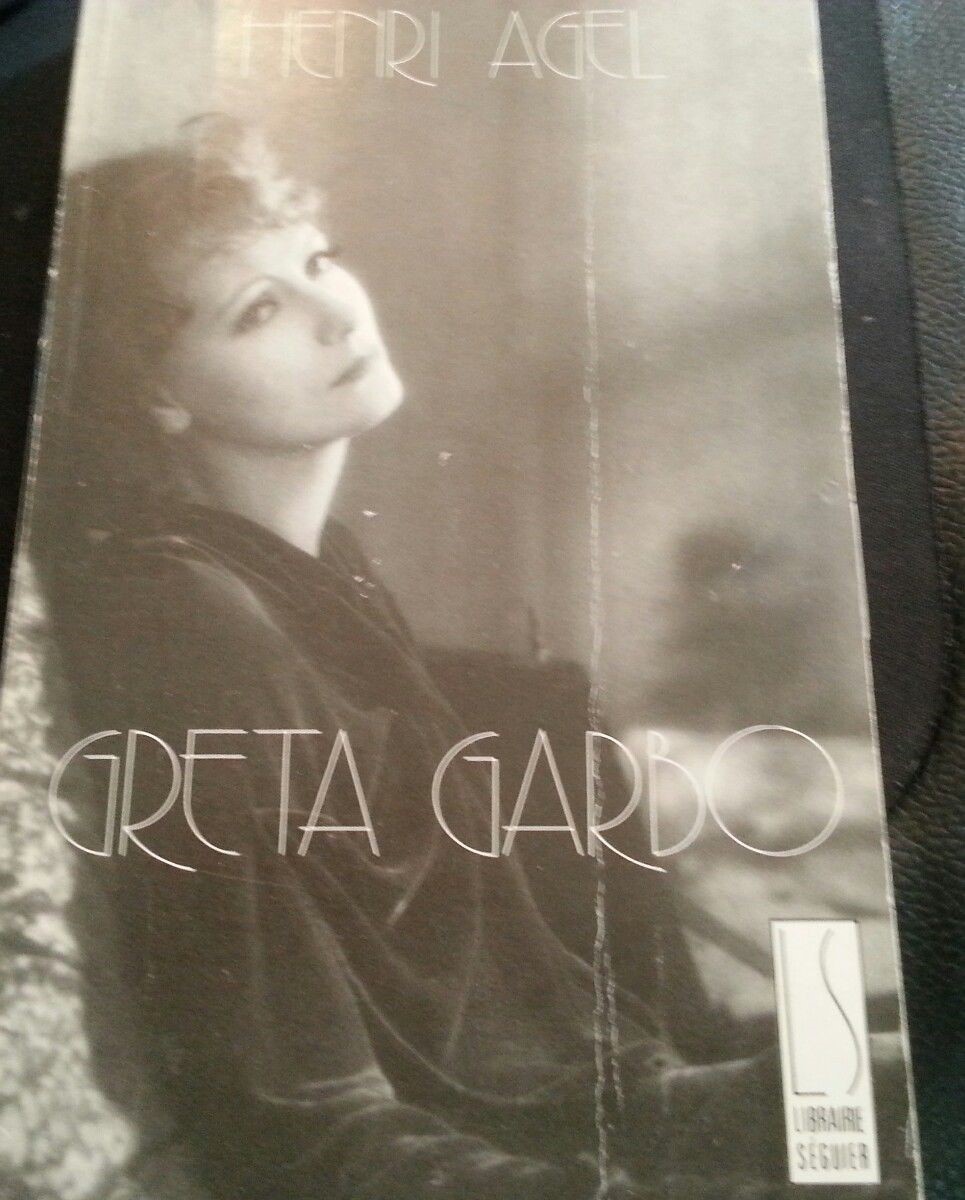 HENRI AGEL
GRETA GARBO
LS
LIBRAIRIE
SÉGUIER